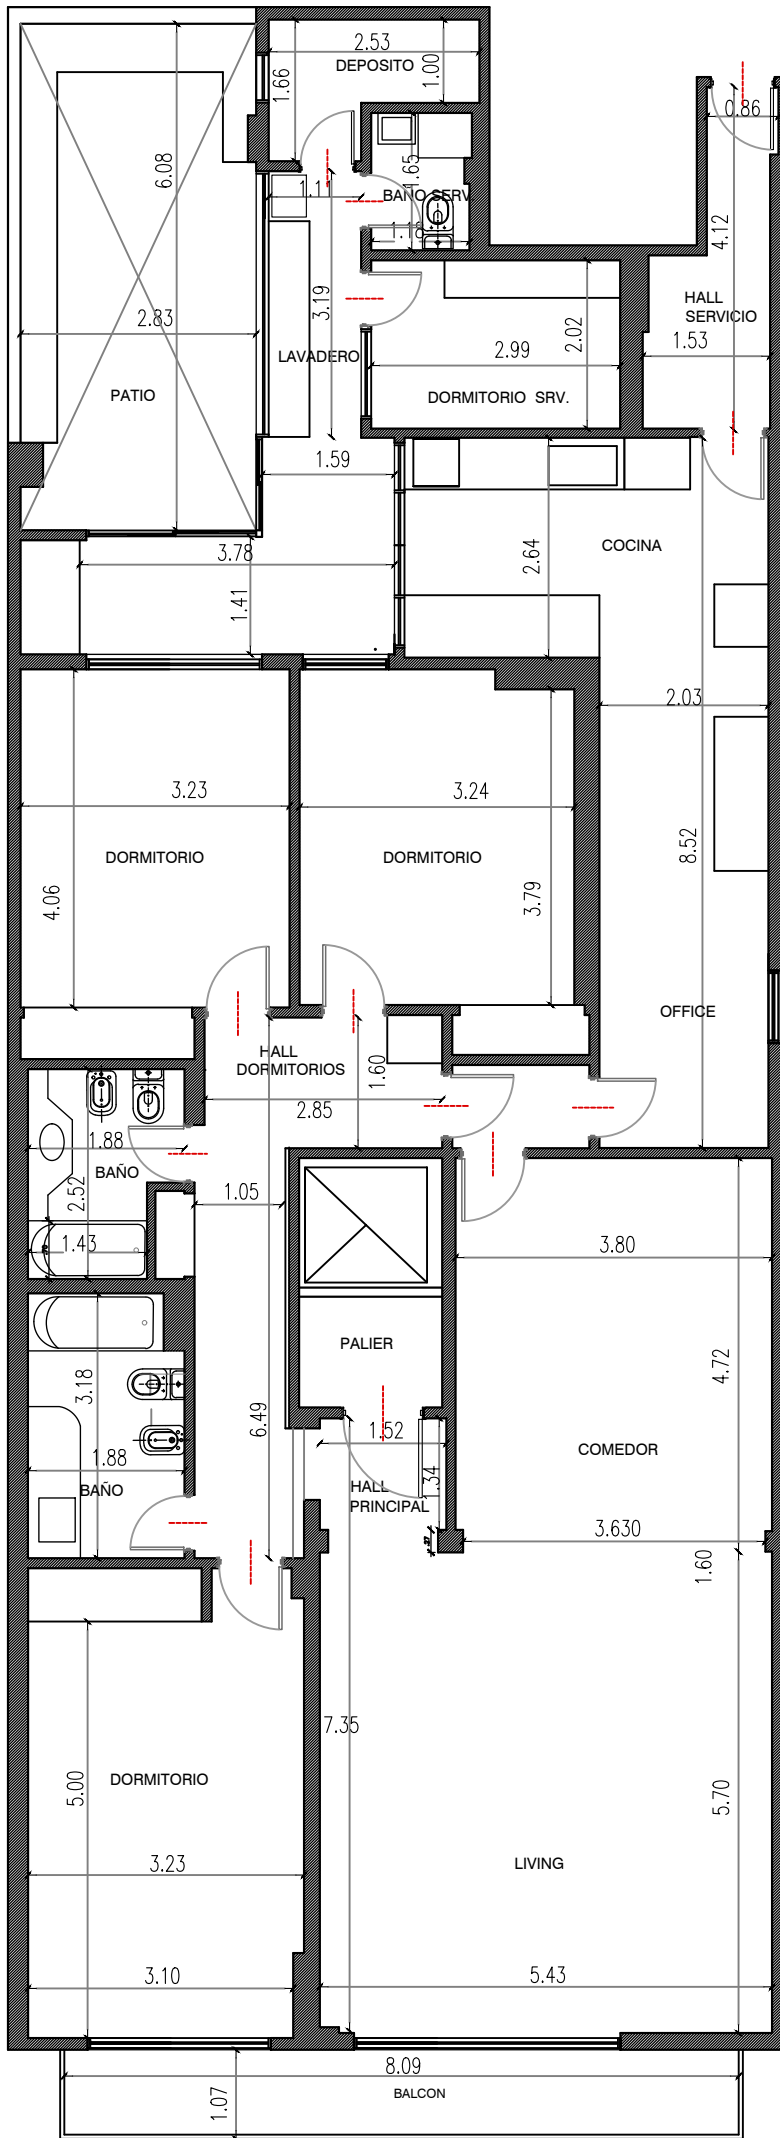 2.53
DEPOSITO
1.00
1.66
0.86
6.08
1.65
1.11
BAÑO SERV.
1.18
4.12
3.19
HALL
SERVICIO
2.83
2.02
1.53
2.99
LAVADERO
PATIO
DORMITORIO SRV.
1.59
3.78
2.64
COCINA
1.41
2.03
3.23
3.24
8.52
DORMITORIO
DORMITORIO
4.06
3.79
OFFICE
HALL
DORMITORIOS
1.60
2.85
1.88
BAÑO
2.52
1.05
1.43
3.80
PALIER
4.72
3.18
6.49
1.52
1.88
COMEDOR
BAÑO
HALL
PRINCIPAL
1.34
3.630
1.60
7.35
DORMITORIO
5.00
5.70
3.23
LIVING
3.10
5.43
8.09
BALCON
1.07